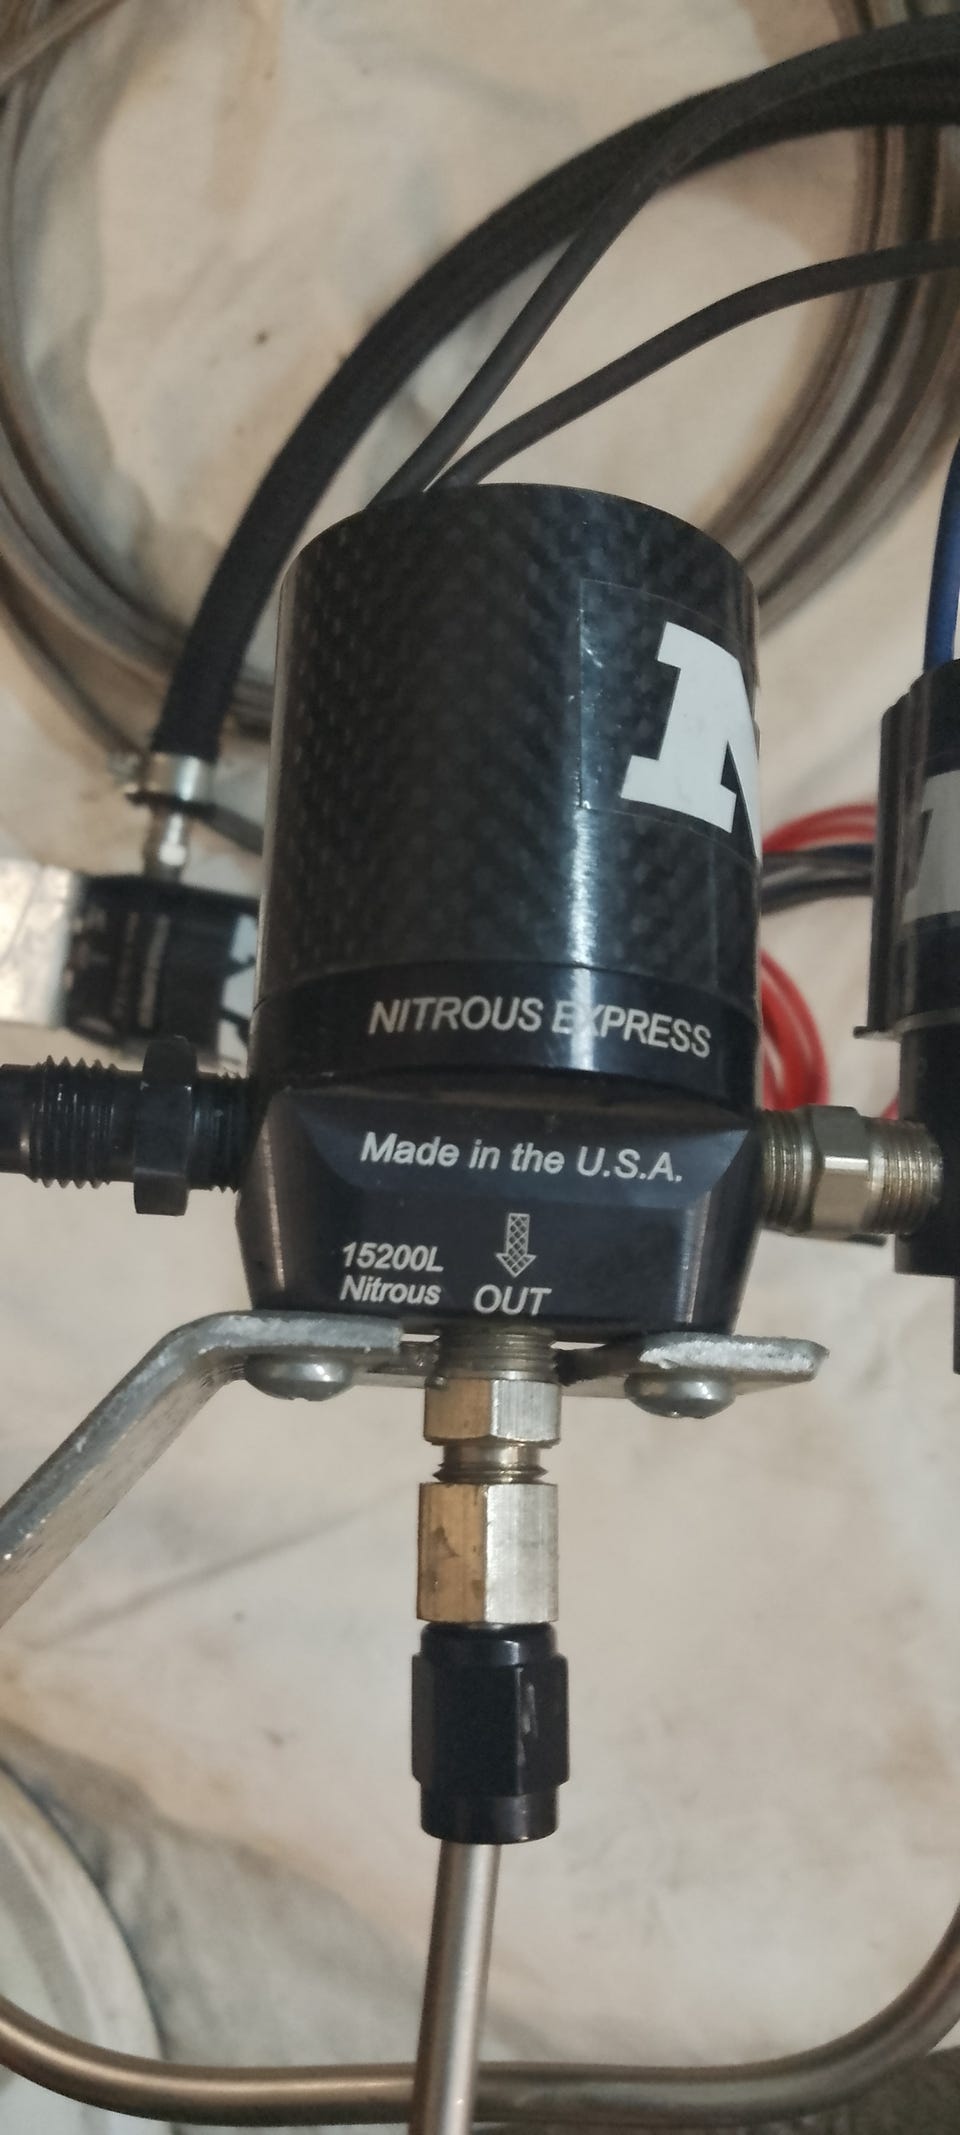 N
NITROUS EXPRESS
Made in the U.S.A.
15200L
Nitrous
OUT